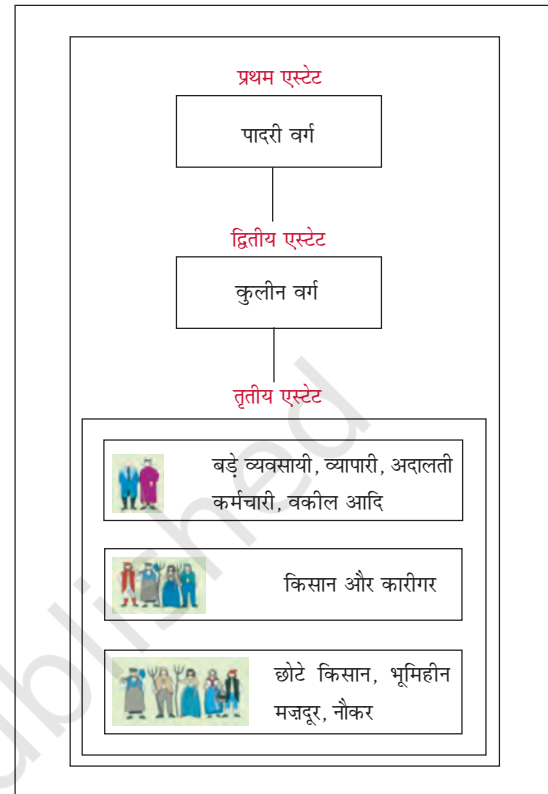 प्रथम एस्टेट
पादरी वर्ग
द्वितीय एस्टेट
कुलीन वर्ग
तृतीय एस्टेट
बड़े व्यवसायी, व्यापारी, अदालती
कर्मचारी, वकील आदि
किसान और कारीगर
छोटे किसान, भूमिहीन
मज़दूर, नौकर